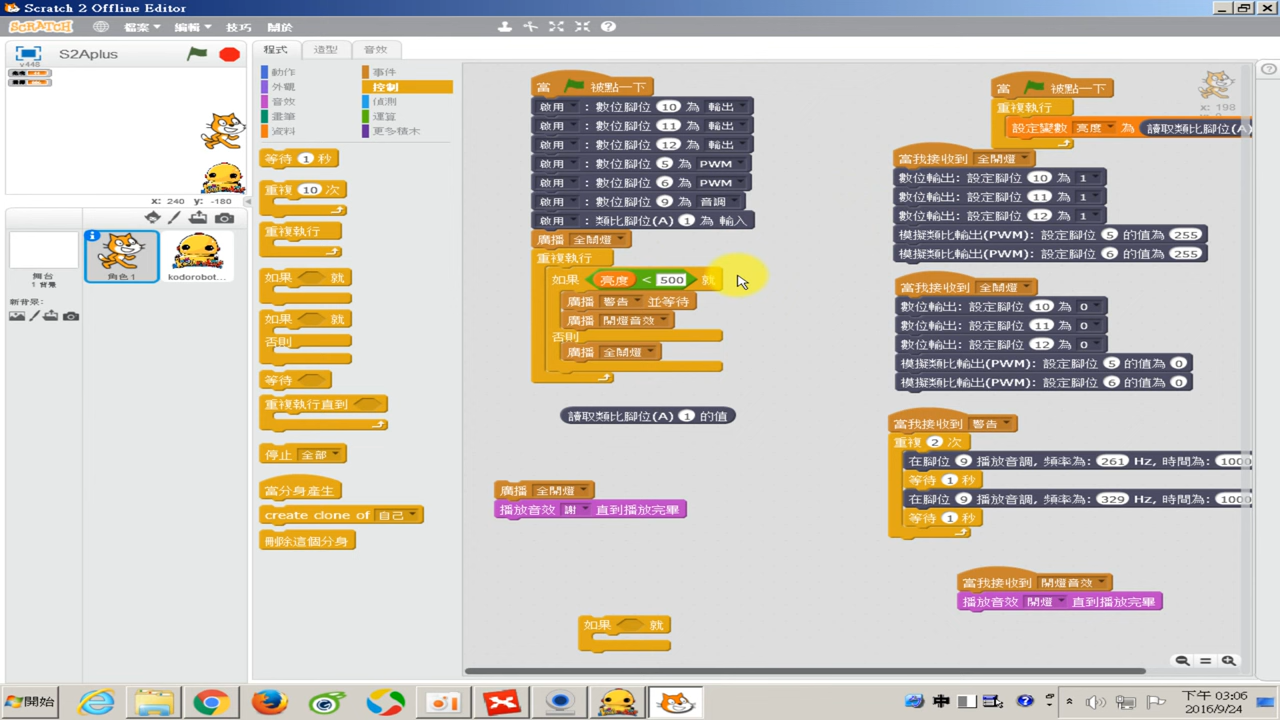 Scratch 2 Offline Editor
SCRATCH 檔案 編輯 技巧 關於
S2Aplus
v448
x: 240 y: -180
舞台
1 背景
角色1
kodorobot...
新背景:
程式 造型 音效
動作 事件
外觀 控制
音效 偵測
畫筆 運算
資料 更多積木
等待 1 秒
重複 10 次
重複執行
如果 就
如果 就
否則
等待
重複執行直到
停止 全部
當分身產生
create clone of 自己
刪除這個分身
當 被點一下
啟用 : 數位腳位 10 為 輸出
啟用 : 數位腳位 11 為 輸出
啟用 : 數位腳位 12 為 輸出
啟用 : 數位腳位 5 為 PWM
啟用 : 數位腳位 6 為 PWM
啟用 : 數位腳位 9 為 音調
啟用 : 類比腳位(A) 1 為 輸入
廣播 全關燈
重複執行
如果 亮度 < 500 就
廣播 警告 並等待
廣播 開燈音效
否則
廣播 全關燈
讀取類比腳位(A) 1 的值
廣播 全開燈
播放音效 謝 直到播放完畢
如果 就
當 被點一下
重複執行
設定變數 亮度 為 讀取類比腳位(A)
x: 198
當我接收到 全開燈
數位輸出: 設定腳位 10 為 1
數位輸出: 設定腳位 11 為 1
數位輸出: 設定腳位 12 為 1
模擬類比輸出(PWM): 設定腳位 5 的值為 255
模擬類比輸出(PWM): 設定腳位 6 的值為 255
當我接收到 全關燈
數位輸出: 設定腳位 10 為 0
數位輸出: 設定腳位 11 為 0
數位輸出: 設定腳位 12 為 0
模擬類比輸出(PWM): 設定腳位 5 的值為 0
模擬類比輸出(PWM): 設定腳位 6 的值為 0
當我接收到 警告
重複 2 次
在腳位 9 播放音調, 頻率為: 261 Hz, 時間為: 1000
等待 1 秒
在腳位 9 播放音調, 頻率為: 329 Hz, 時間為: 1000
等待 1 秒
當我接收到 開燈音效
播放音效 開燈 直到播放完畢
開始
中
下午 03:06
2016/9/24